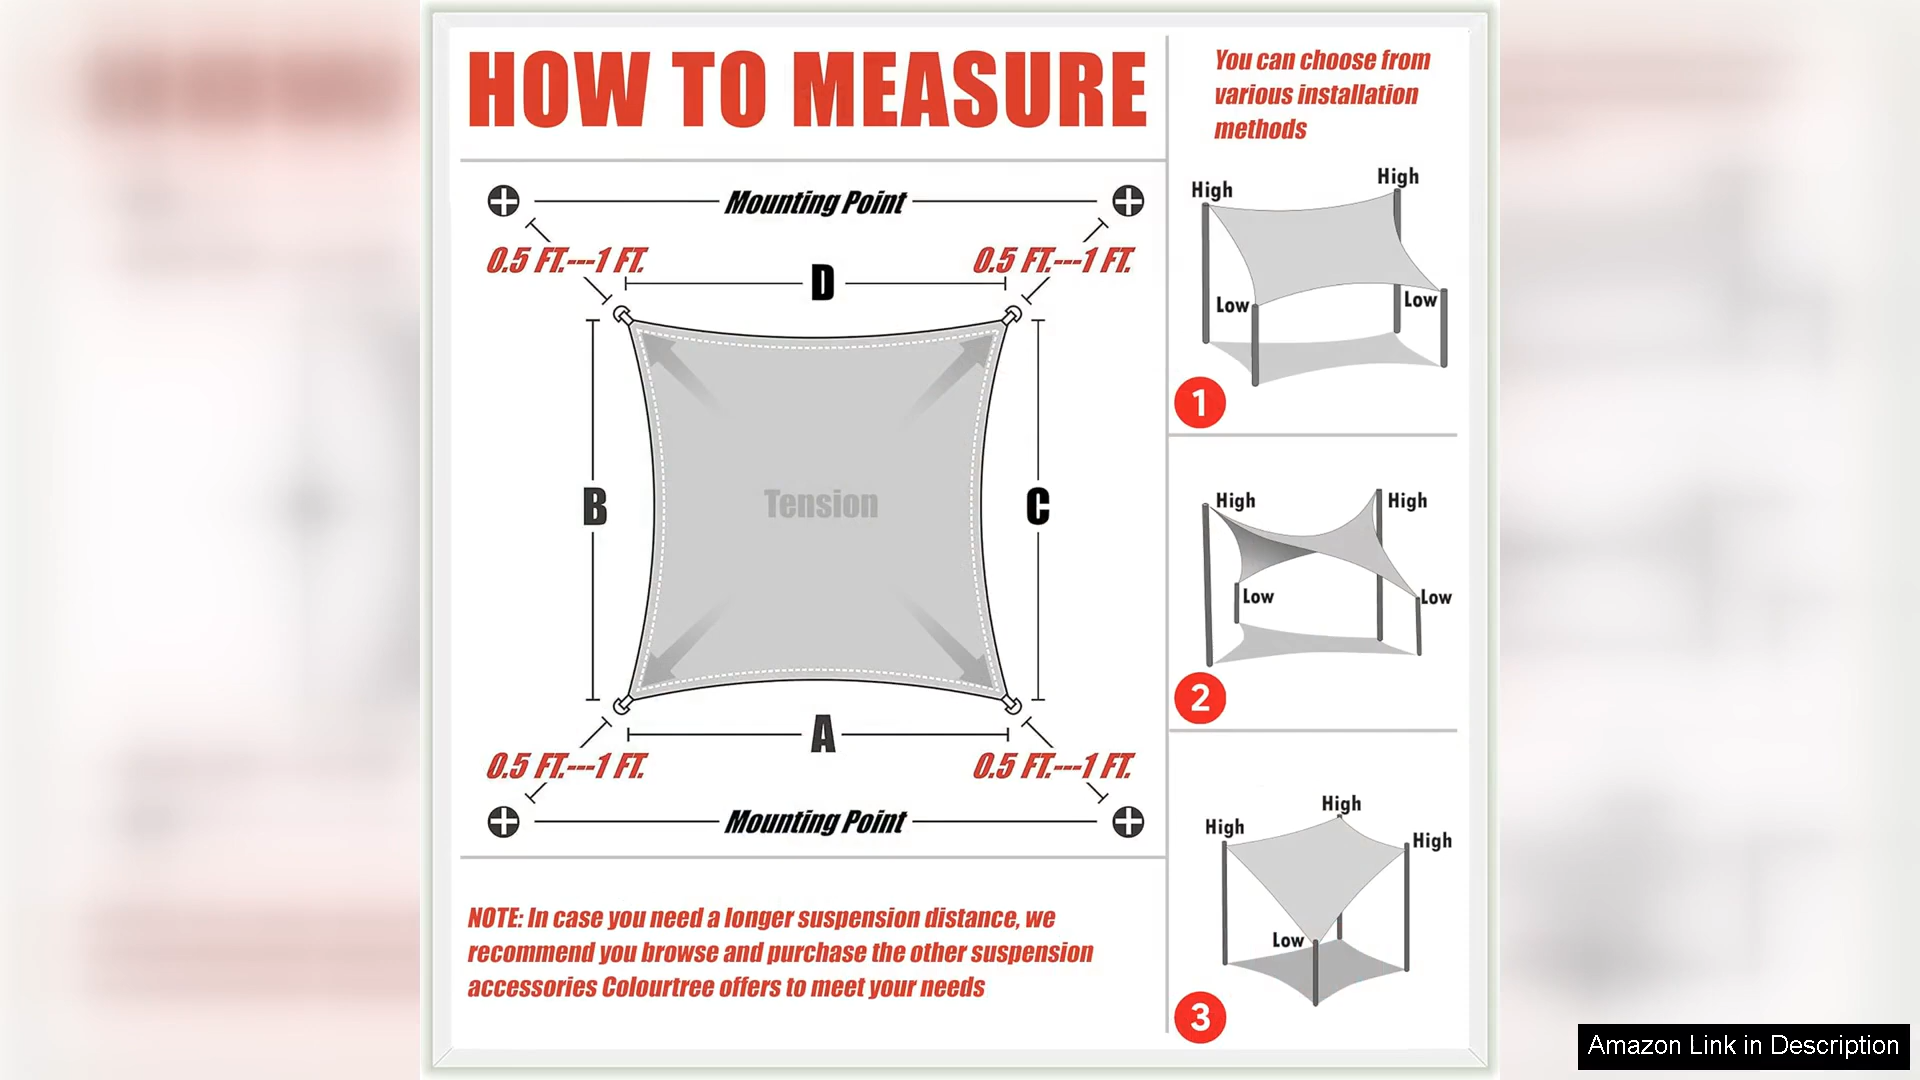 HOW TO MEASURE
Mounting Point
0.5 FT.---1 FT.
0.5 FT.---1 FT.
D
B
Tension
C
A
0.5 FT.---1 FT.
0.5 FT.---1 FT.
Mounting Point
NOTE: In case you need a longer suspension distance, we
recommend you browse and purchase the other suspension
accessories Colourtree offers to meet your needs
You can choose from
various installation
methods
High
High
Low
Low
1
High
High
Low
Low
2
High
High
High
Low
3
Amazon Link in Description